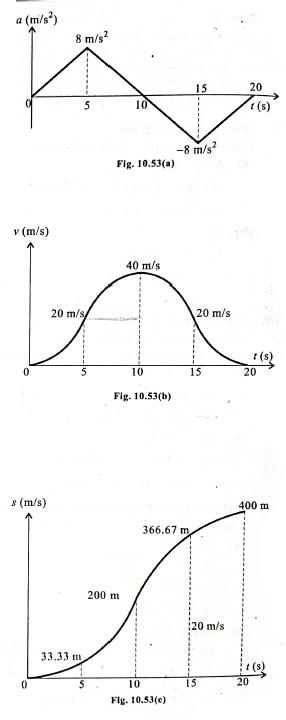 a (m/s²)
8 m/s²
0 5 10 15 20
t (s)
–8 m/s²
Fig. 10.53(a)
v (m/s)
40 m/s
20 m/s 20 m/s
0 5 10 15 20 t (s)
Fig. 10.53(b)
s (m/s)
400 m
366.67 m
200 m
20 m/s
33.33 m
0 5 10 15 20 t (s)
Fig. 10.53(c)